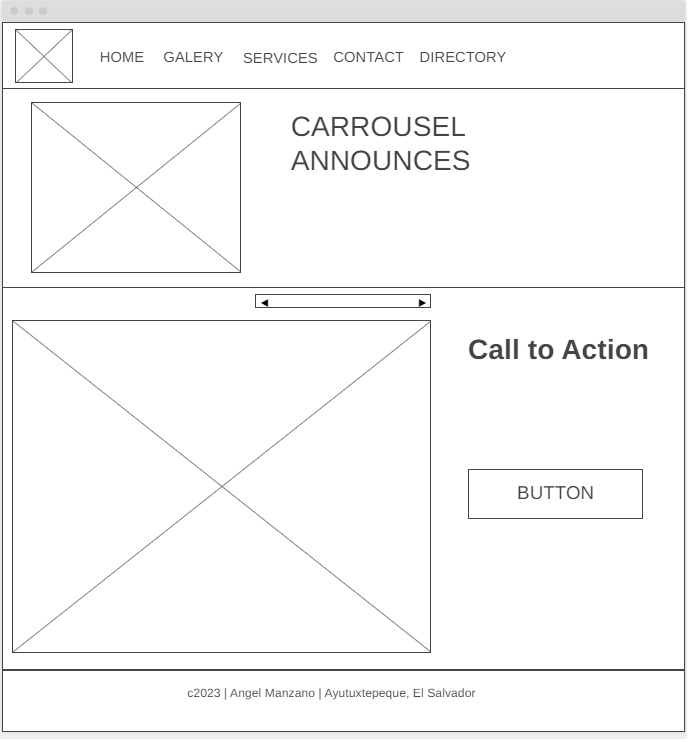 HOME GALERY SERVICES CONTACT DIRECTORY
CARROUSEL
ANNOUNCES
Call to Action
BUTTON
c2023 | Angel Manzano | Ayutuxtepeque, El Salvador